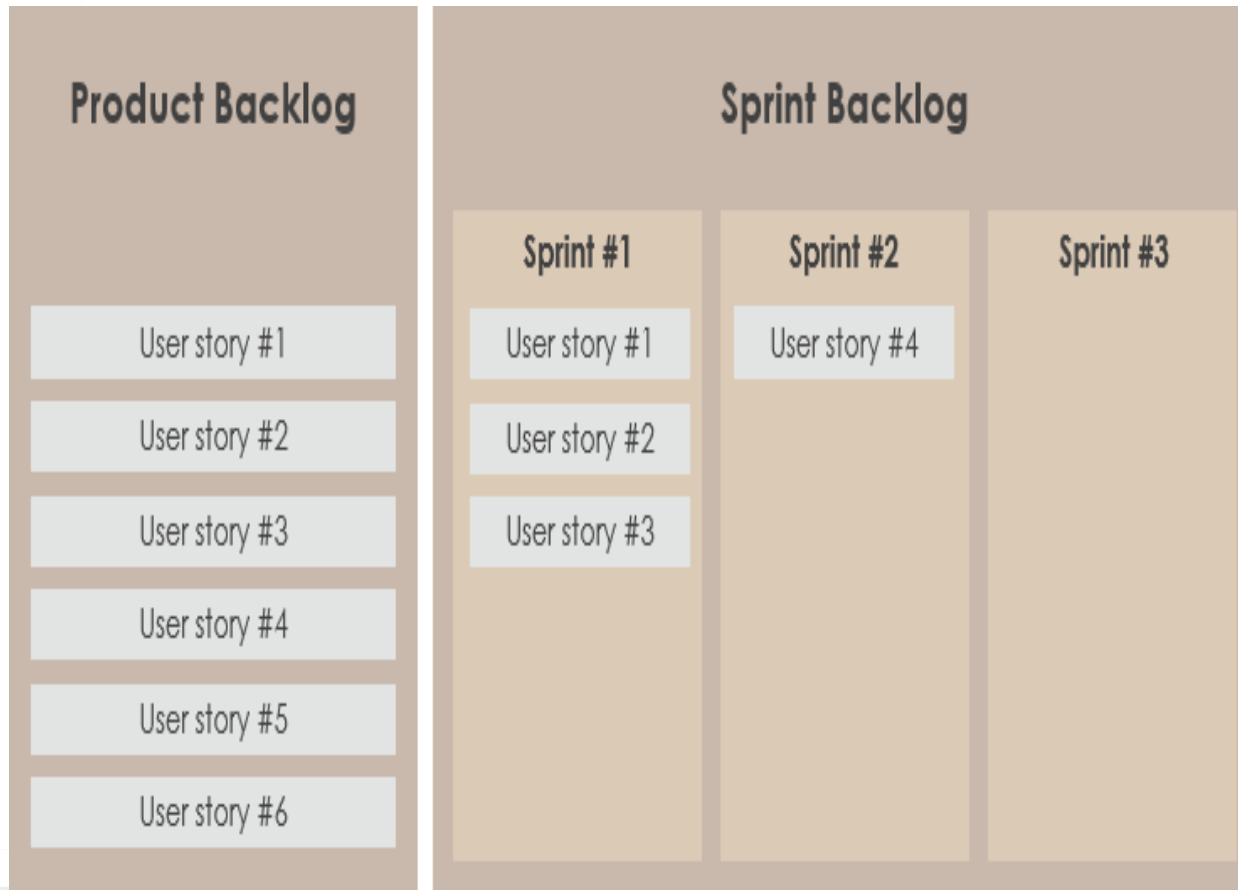 Product Backlog
User story #1
User story #2
User story #3
User story #4
User story #5
User story #6
Sprint Backlog
Sprint #1
User story #1
User story #2
User story #3
Sprint #2
User story #4
Sprint #3